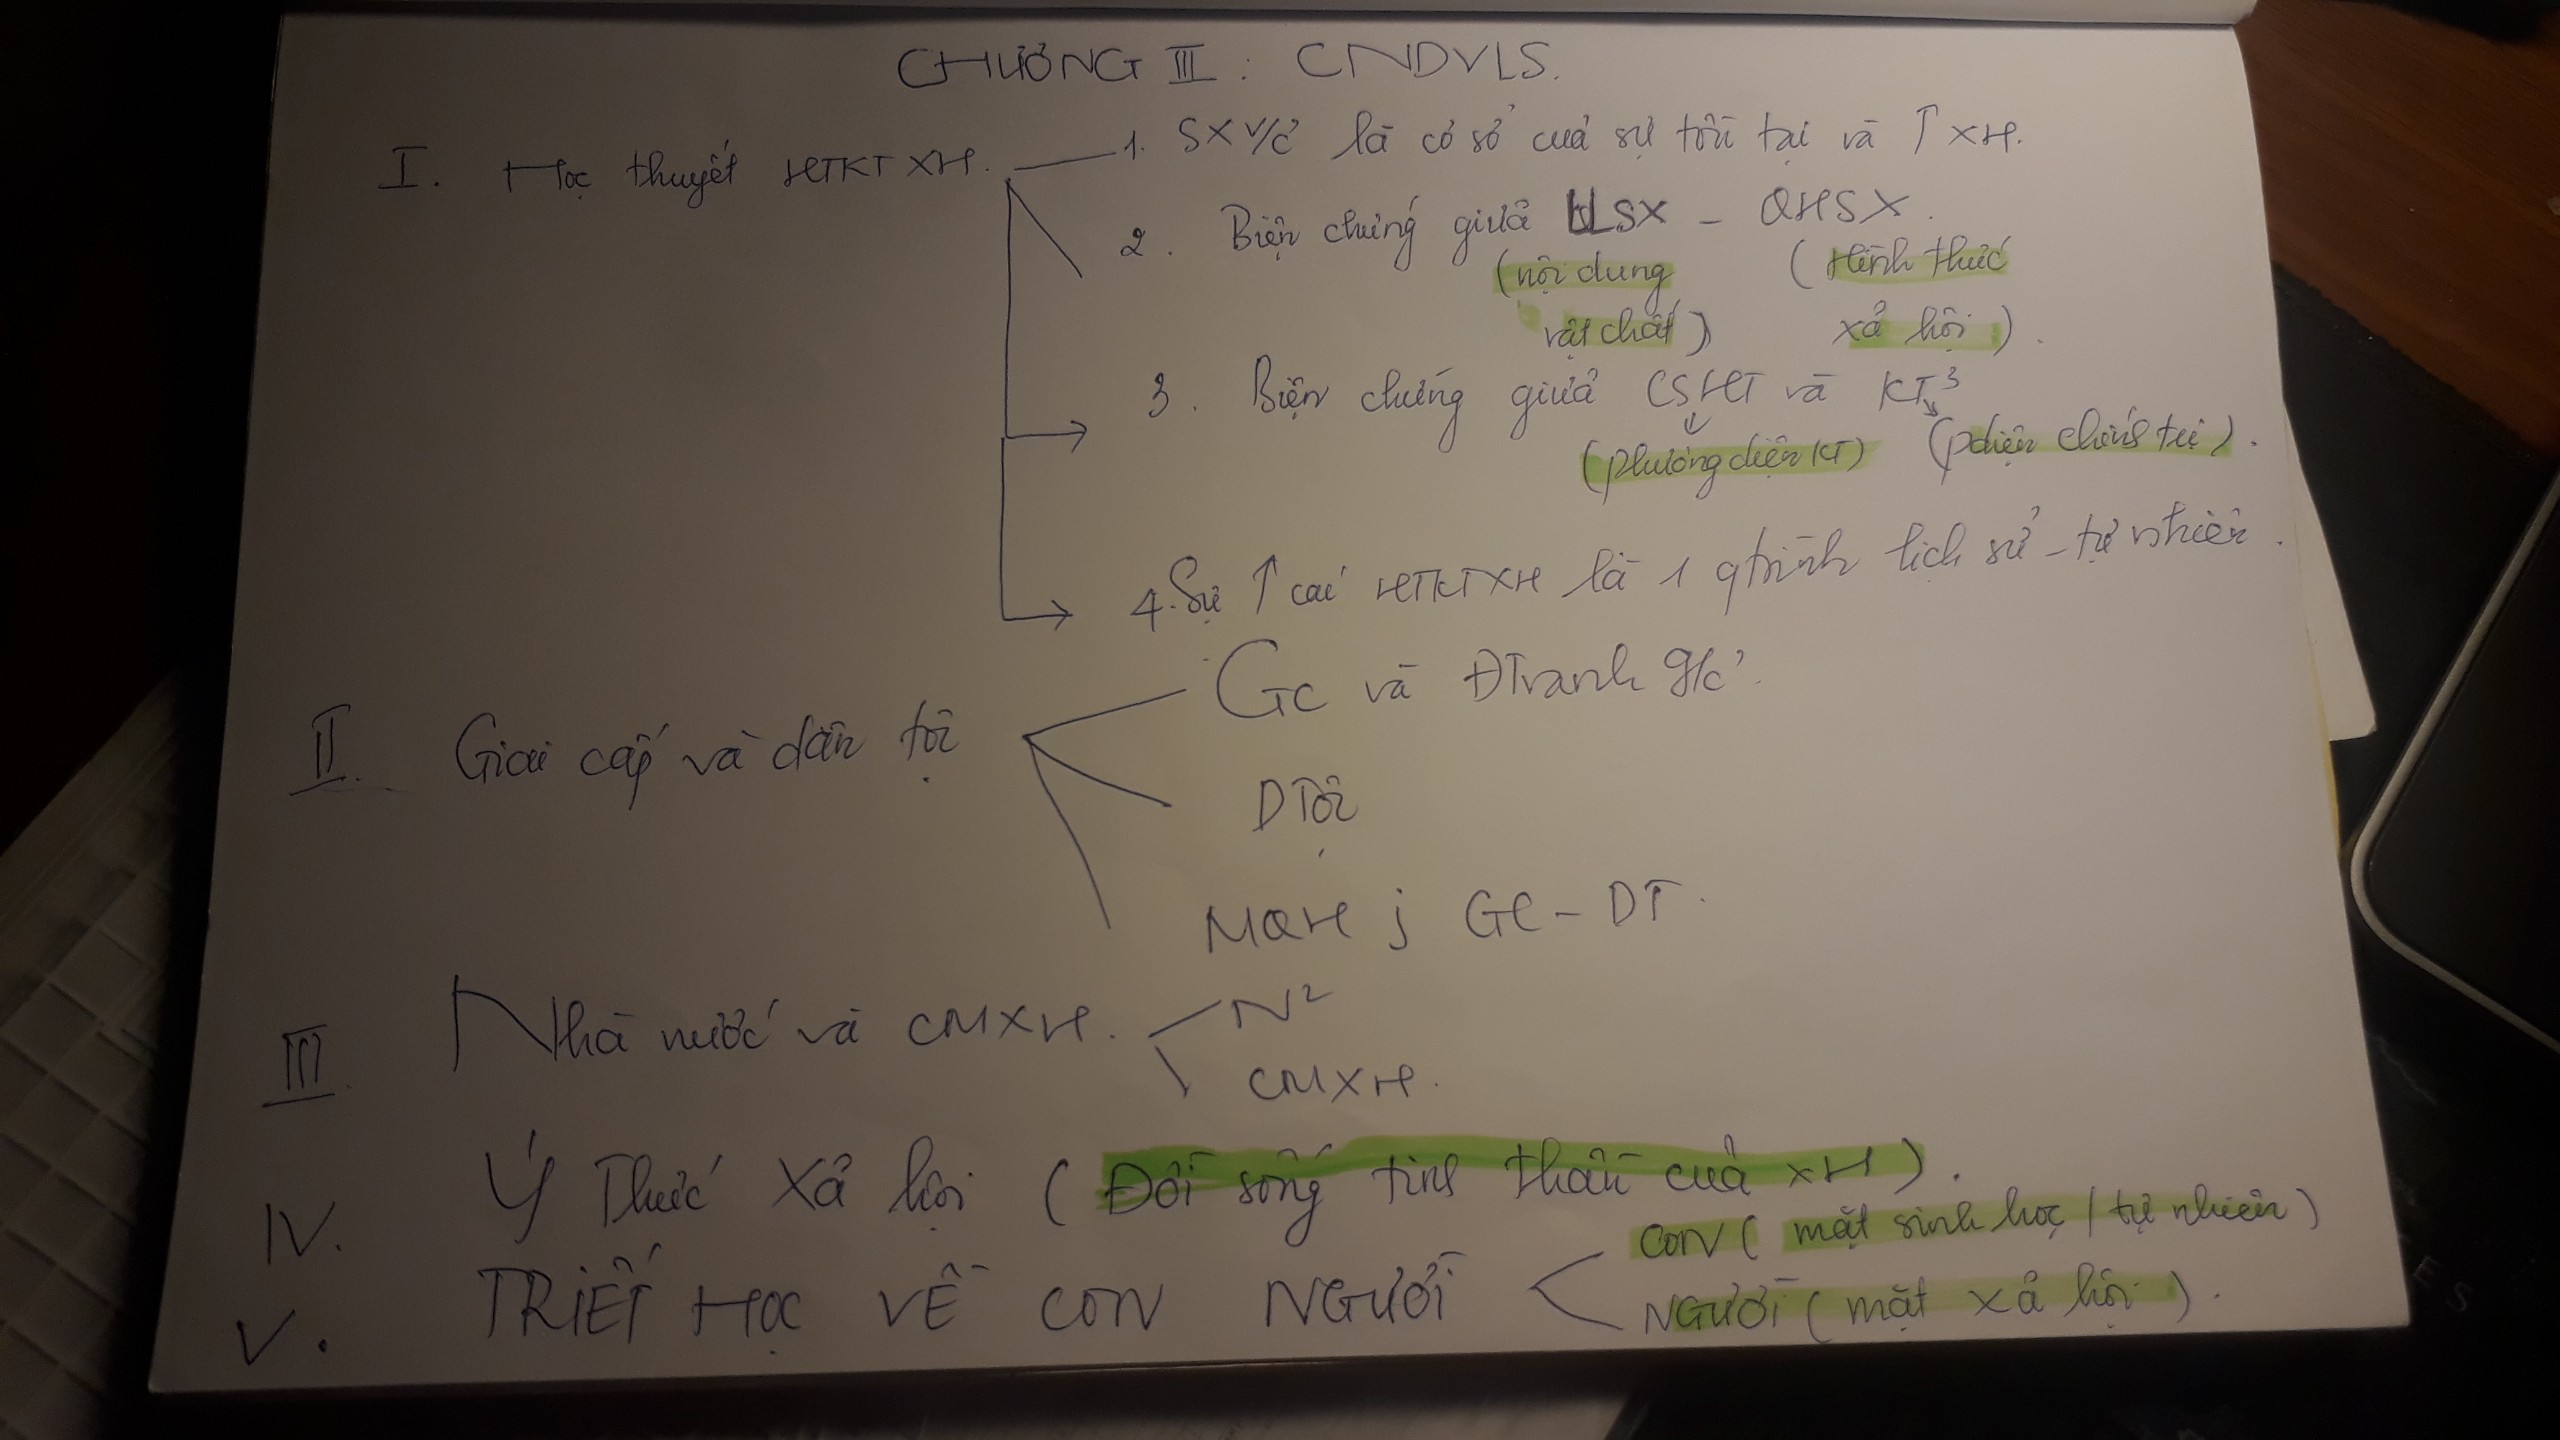 CHƯƠNG III : CNDVLS.
I. Học thuyết HTKTXH.
1. SXV/c là cơ sở của sự tồn tại và ↑ XH.
2. Biện chứng giữa LLSX - QHSX.
(nội dung vật chất) (Hình thức xã hội).
3. Biện chứng giữa CSHT và KT³
(phương diện KT) (pdiện chính trị).
4. Sự ↑ các HTKTXH là 1 qtrình lịch sử - tự nhiên.
II. Giai cấp và dân tộc
GC và ĐTranh g/c.
DTộc
MQH j GC - DT.
III. Nhà nước và CMXH.
N²
CMXH.
IV. Ý Thức Xã hội ( Đời sống tinh thần của XH ).
V. TRIẾT HỌC VỀ CON NGƯỜI
CON ( mặt sinh học / tự nhiên )
NGƯỜI ( mặt xã hội ).